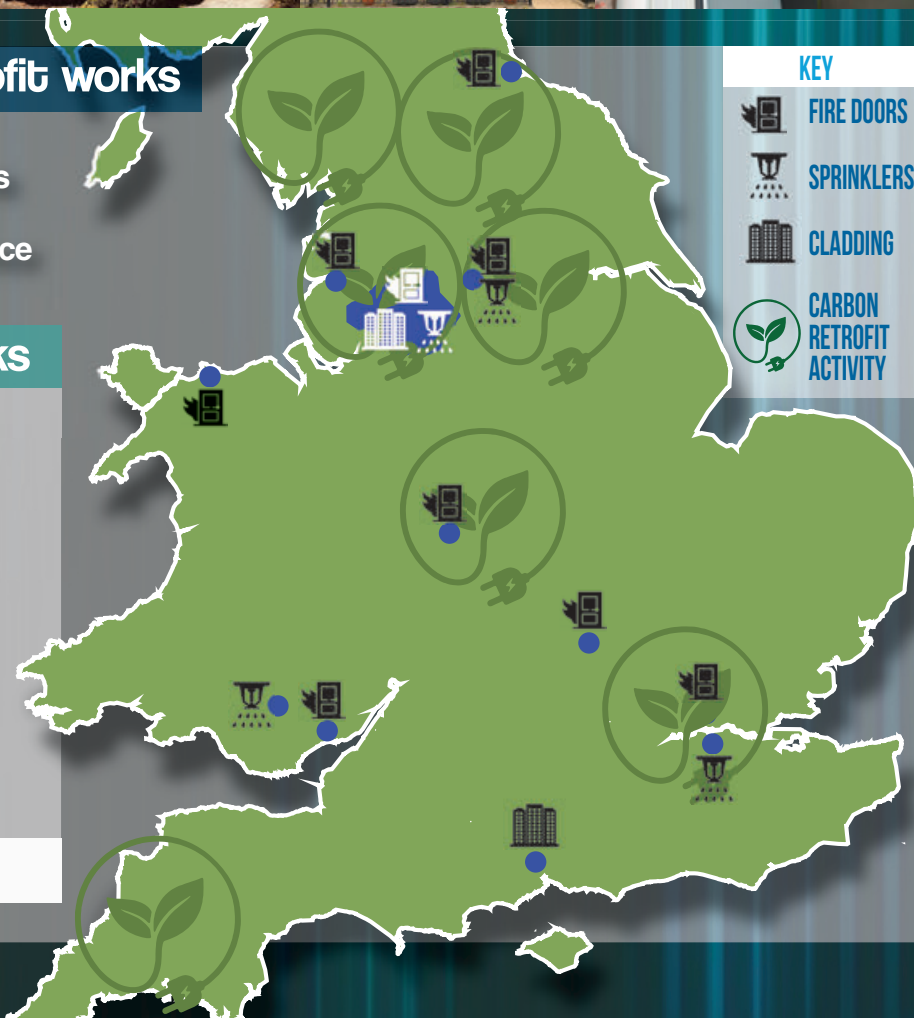 ofit works
s
ce
ks
KEY
FIRE DOORS
SPRINKLERS
CLADDING
CARBON
RETROFIT
ACTIVITY